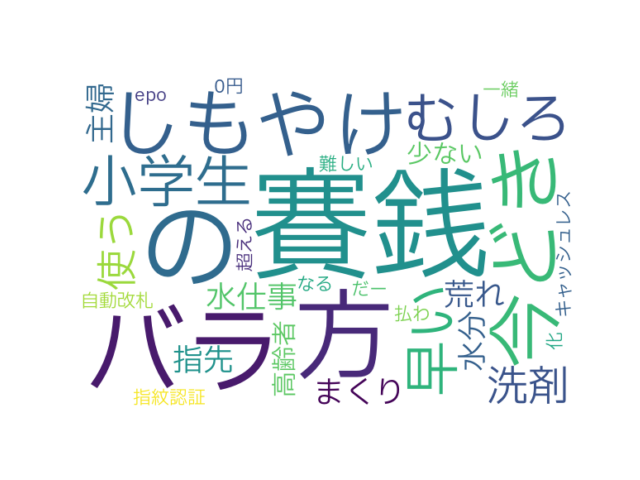 主婦
epo
0円
一緒
しもやけ
むしろ
小学生
難しい
少ない
今どき
賽銭
の
使う
超える
キャッシュレス
自動改札
水仕事
なる
だー
荒れ
バラ
方
払わ
早い
水分
化
指先
高齢者
まくり
洗剤
指紋認証